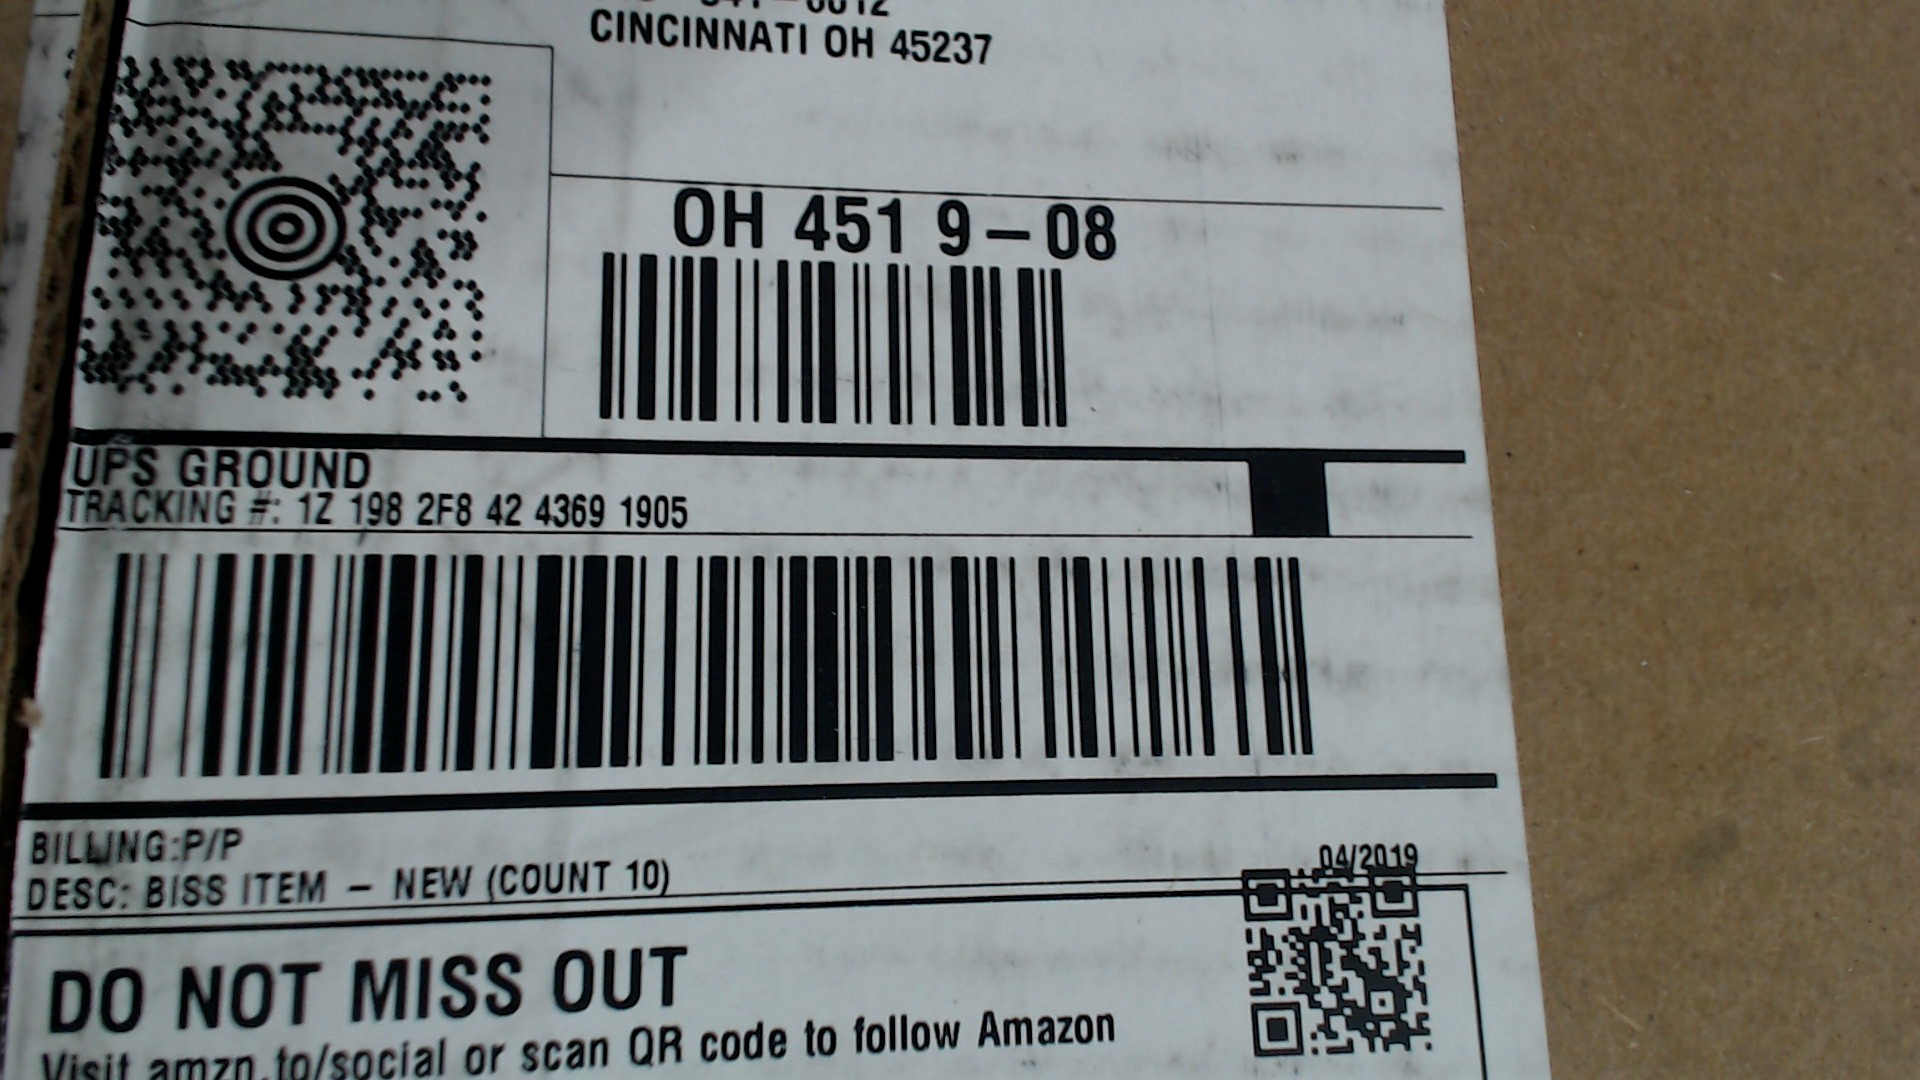 CINCINNATI OH 45237
OH 451 9-08
UPS GROUND
TRACKING #: 1Z 198 2F8 42 4369 1905
BILLING:P/P
DESC: BISS ITEM - NEW (COUNT 10)
04/2019
DO NOT MISS OUT
Visit amzn.to/social or scan QR code to follow Amazon